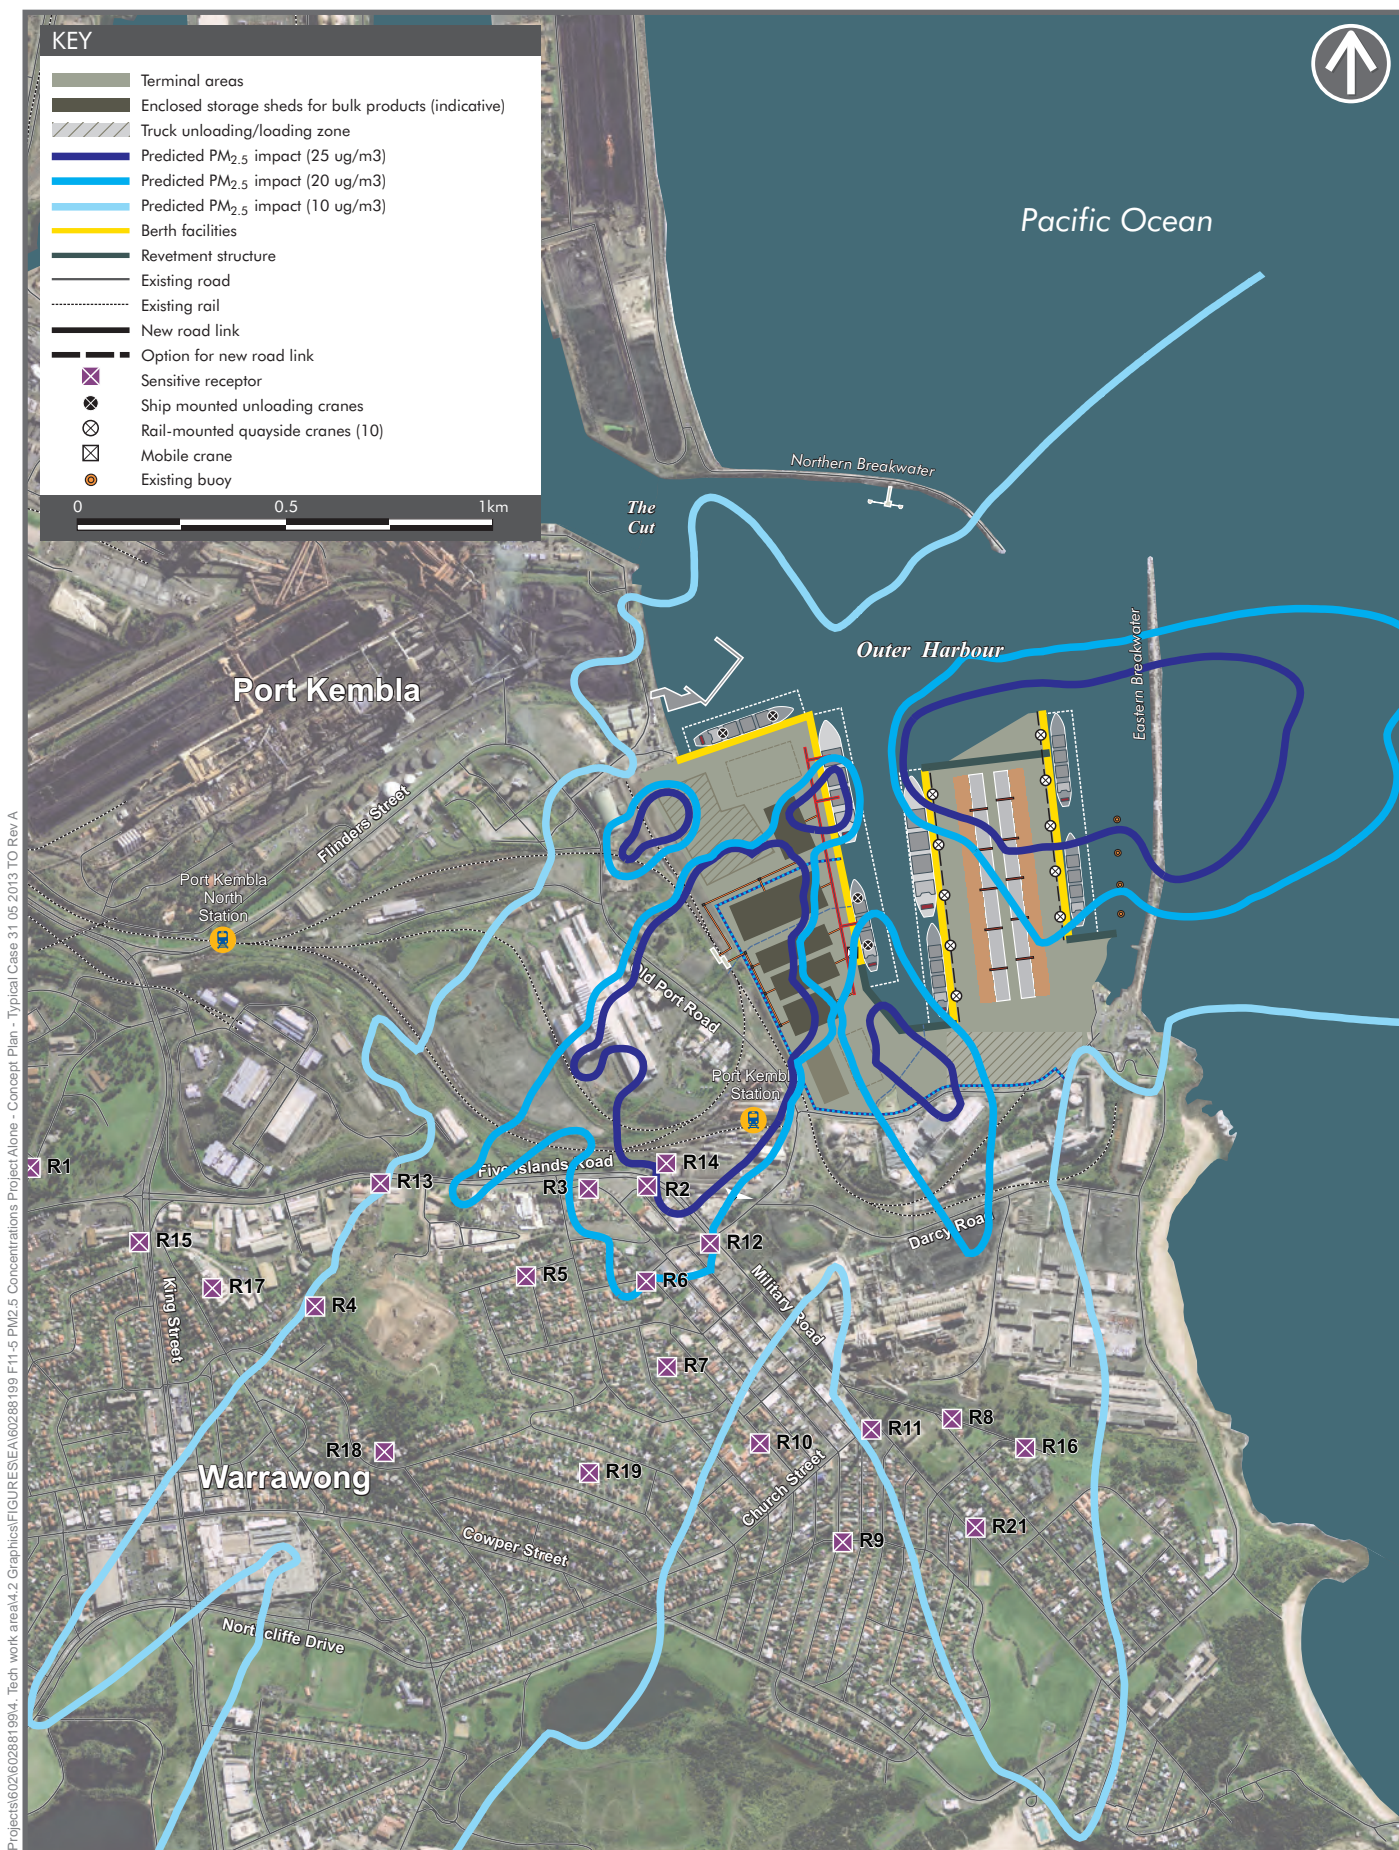 KEY
Terminal areas
Enclosed storage sheds for bulk products (indicative)
Truck unloading/loading zone
Predicted PM2.5 impact (25 ug/m3)
Predicted PM2.5 impact (20 ug/m3)
Predicted PM2.5 impact (10 ug/m3)
Berth facilities
Revetment structure
Existing road
Existing rail
New road link
Option for new road link
Sensitive receptor
Ship mounted unloading cranes
Rail-mounted quayside cranes (10)
Mobile crane
Existing buoy
0 0.5 1km
Pacific Ocean
Northern Breakwater
The
Cut
Outer Harbour
Eastern Breakwater
Port Kembla
Flinders Street
Port Kembla
North
Station
Old Port Road
Port Kembla
Station
Five Islands Road
R1
R13
R3
R14
R2
R15
R12
Darcy Road
R17
R5
R6
King Street
R4
Military Road
R7
R18
R10
R11
R8
R16
Warrawong
R19
Church Street
Cowper Street
R9
R21
Northcliffe Drive
Projects\602\60288199\4. Tech work area\4.2 Graphics\FIGURES\EA\60288199 F11-5 PM2.5 Concentrations Project Alone - Concept Plan - Typical Case 31 05 2013 TO Rev A